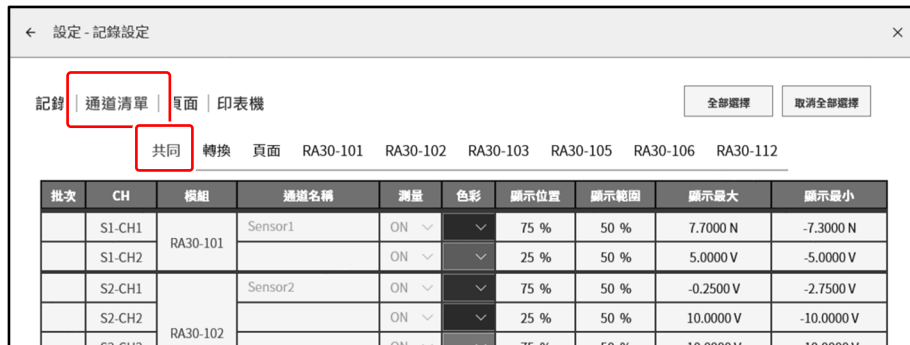 ← 設定 - 記錄設定 ×
記錄 | 通道清單 | 頁面 | 印表機 全部選擇 取消全部選擇
共同 轉換 頁面 RA30-101 RA30-102 RA30-103 RA30-105 RA30-106 RA30-112
批次 CH 模組 通道名稱 測量 色彩 顯示位置 顯示範圍 顯示最大 顯示最小
S1-CH1 RA30-101 Sensor1 ON 75 % 50 % 7.7000 N -7.3000 N
S1-CH2 ON 25 % 50 % 5.0000 V -5.0000 V
S2-CH1 RA30-102 Sensor2 ON 75 % 50 % -0.2500 V -2.7500 V
S2-CH2 ON 25 % 50 % 10.0000 V -10.0000 V